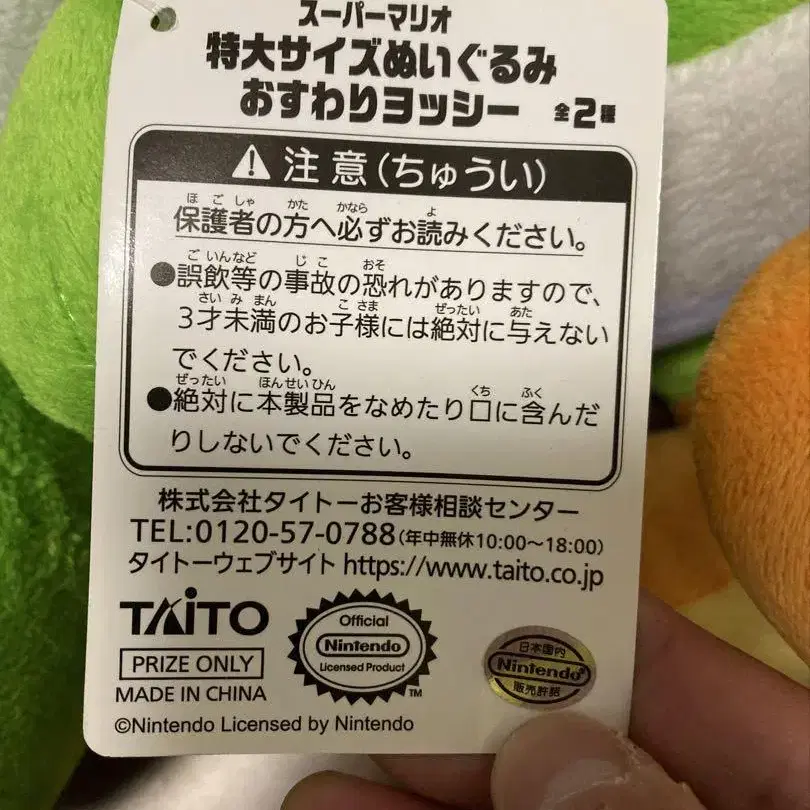 スーパーマリオ
特大サイズぬいぐるみ
おすわりヨッシー 全2種
注意(ちゅうい)
保護者の方へ必ずお読みください。
●誤飲等の事故の恐れがありますので、
3才未満のお子様には絶対に与えない
でください。
●絶対に本製品をなめたり口に含んだ
りしないでください。
株式会社タイトーお客様相談センター
TEL:0120-57-0788(年中無休10:00〜18:00)
タイトーウェブサイト https://www.taito.co.jp
TAITO
PRIZE ONLY
MADE IN CHINA
Official
Nintendo
Licensed Product
TM
日本国内
Nintendo®
販売許諾
©Nintendo Licensed by Nintendo